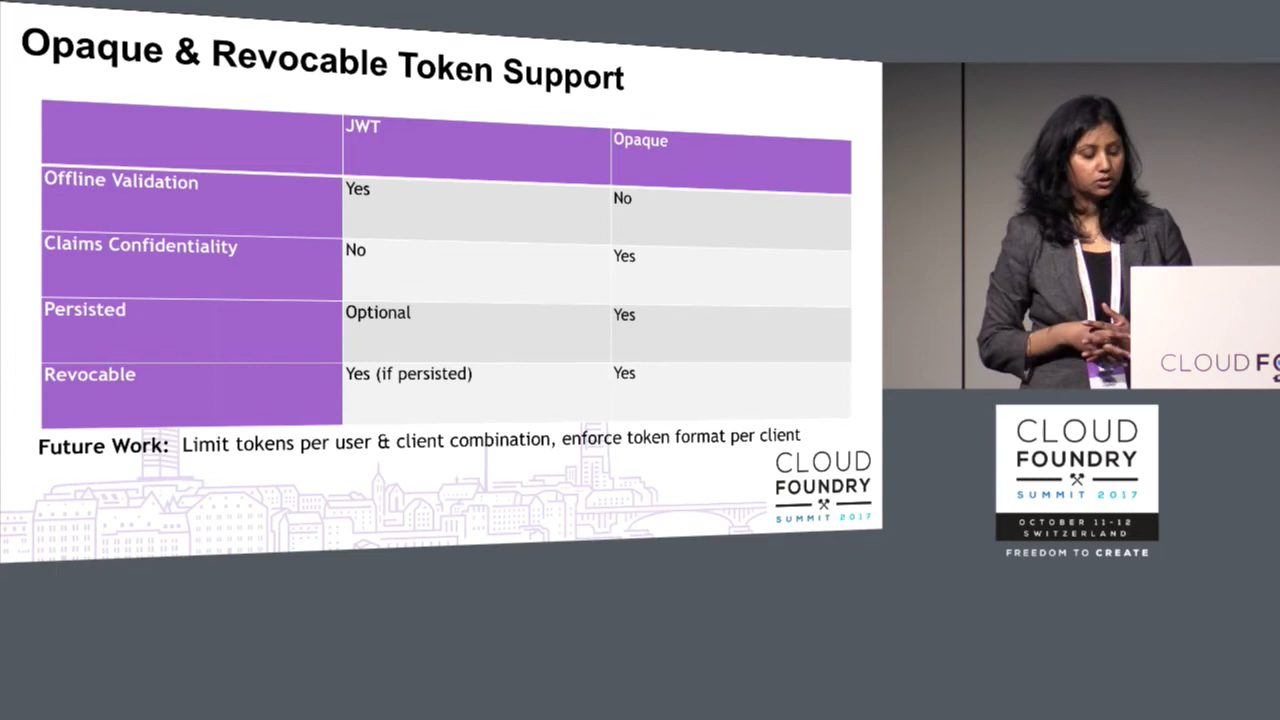 Opaque & Revocable Token Support
JWT
Opaque
Offline Validation
Yes
No
Claims Confidentiality
No
Yes
Persisted
Optional
Yes
Revocable
Yes (if persisted)
Yes
Future Work: Limit tokens per user & client combination, enforce token format per client
CLOUD
FOUNDRY
SUMMIT 2017
CLOUD FO
CLOUD
FOUNDRY
SUMMIT 2017
OCTOBER 11-12
SWITZERLAND
FREEDOM TO CREATE